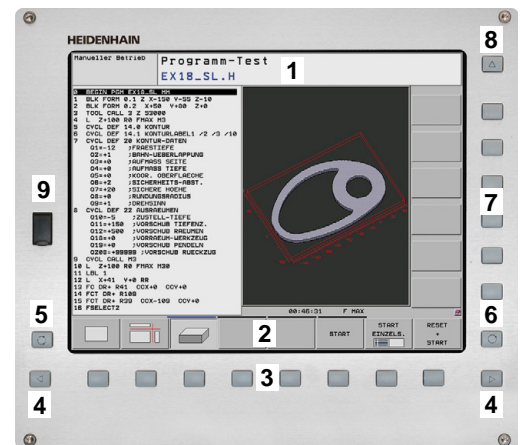 HEIDENHAIN
8
Manueller Betrieb
Programm-Test
EX18_SL.H
1
0 BEGIN PGM EX18_SL MM
1 BLK FORM 0.1 Z X-150 Y-55 Z-10
2 BLK FORM 0.2 X+50 Y+80 Z+0
3 TOOL CALL 3 Z S3000
4 L Z+100 R0 FMAX M3
5 CYCL DEF 14.0 KONTUR
6 CYCL DEF 14.1 KONTURLABEL1 /2 /3 /10
7 CYCL DEF 20 KONTUR-DATEN
Q1=-12 ;FRAESTIEFE
Q2=+1 ;BAHN-UEBERLAPPUNG
Q3=+0 ;AUFMASS SEITE
Q4=+0 ;AUFMASS TIEFE
Q5=+0 ;KOOR. OBERFLAECHE
Q6=+2 ;SICHERHEITS-ABST.
Q7=+20 ;SICHERE HOEHE
Q8=+0 ;RUNDUNGSRADIUS
Q9=+1 ;DREHSINN
8 CYCL DEF 22 AUSRAEUMEN
Q10=-5 ;ZUSTELL-TIEFE
Q11=+150 ;VORSCHUB TIEFENZ.
Q12=+500 ;VORSCHUB RAEUMEN
Q18=+0 ;VORRAEUM-WERKZEUG
Q19=+0 ;VORSCHUB PENDELN
Q208=+99999 ;VORSCHUB RUECKZUG
9 CYCL CALL M3
10 L Z+100 R0 FMAX M30
11 LBL 1
12 L X+41 Y+0 RR
13 FC DR+ R41 CCX+0 CCY+0
14 FCT DR+ R108
15 FCT DR+ R39 CCX-109 CCY+0
16 FSELECT2
00:46:31 F MAX
9
7
5
6
2
START
START EINZELS.
RESET + START
3
4
4